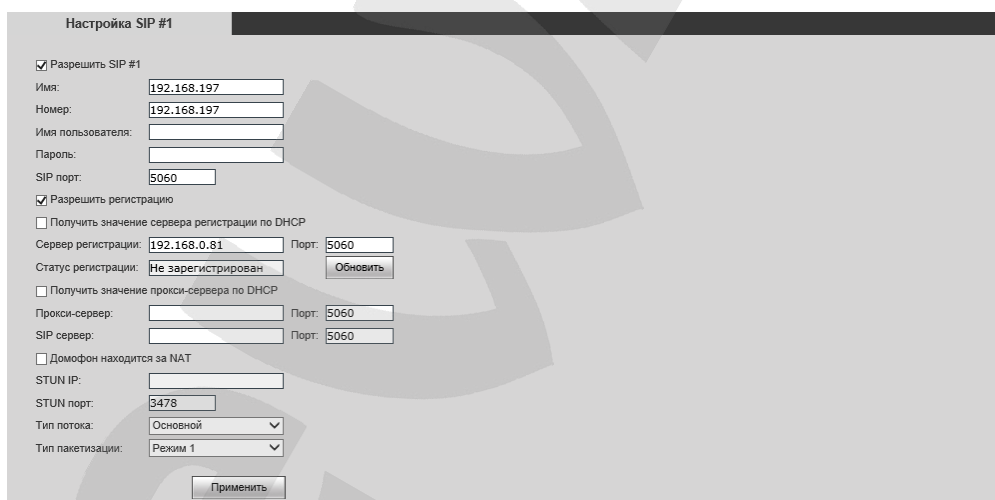 Настройка SIP #1
Разрешить SIP #1
Имя: 192.168.197
Номер: 192.168.197
Имя пользователя:
Пароль:
SIP порт: 5060
Разрешить регистрацию
Получить значение сервера регистрации по DHCP
Сервер регистрации: 192.168.0.81 Порт: 5060
Статус регистрации: Не зарегистрирован Обновить
Получить значение прокси-сервера по DHCP
Прокси-сервер: Порт: 5060
SIP сервер: Порт: 5060
Домофон находится за NAT
STUN IP:
STUN порт: 3478
Тип потока: Основной
Тип пакетизации: Режим 1
Применить